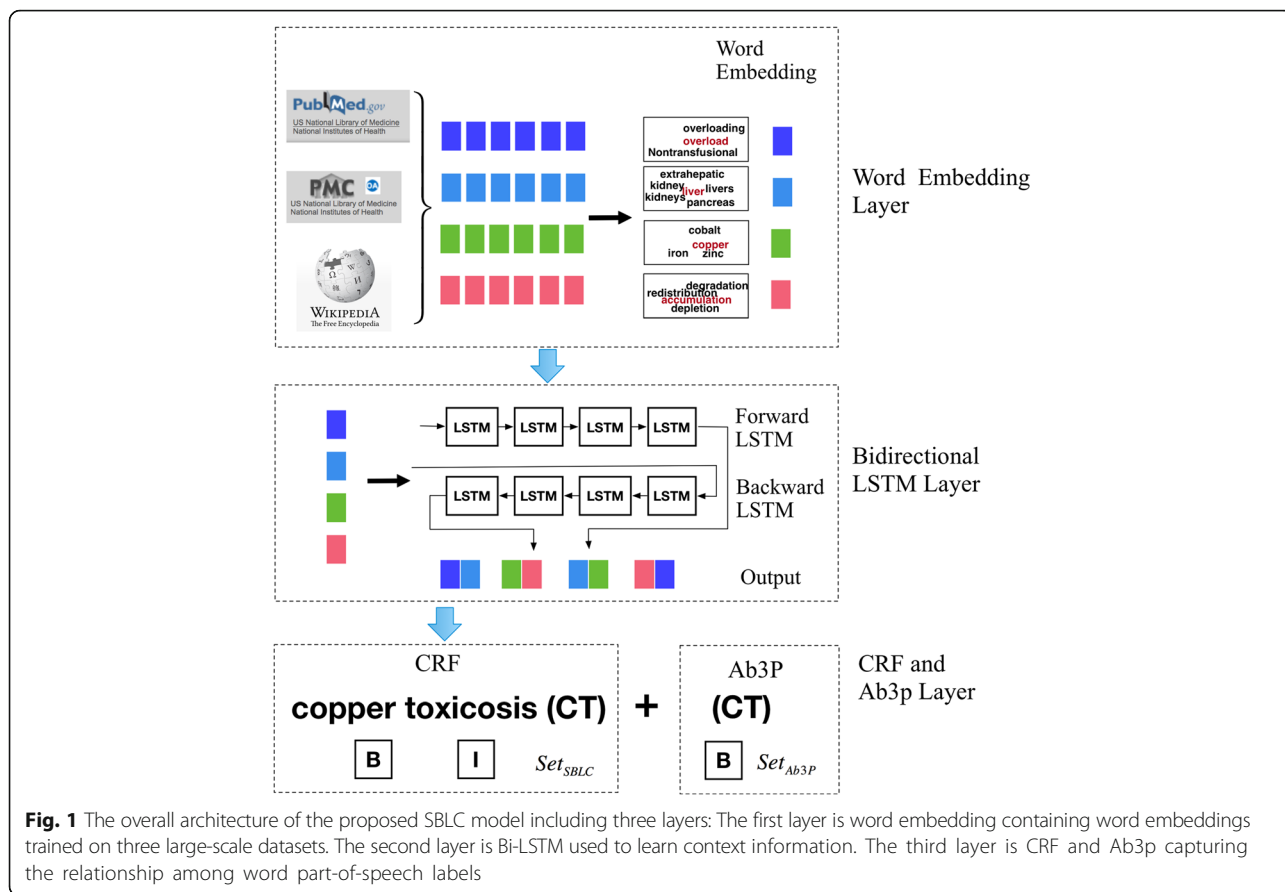 Word
Embedding
PubMed.gov
US National Library of Medicine
National Institutes of Health
PMC OA
US National Library of Medicine
National Institutes of Health
WIKIPEDIA
The Free Encyclopedia
overloading
overload
Nontransfusional
extrahepatic
kidney liver livers
kidneys
pancreas
cobalt
copper
iron zinc
degradation
redistribution
accumulation
depletion
Word Embedding
Layer
LSTM LSTM LSTM LSTM
Forward
LSTM
LSTM LSTM LSTM LSTM
Backward
LSTM
Output
Bidirectional
LSTM Layer
CRF
copper toxicosis (CT)
B I Set_SBLC
+
Ab3P
(CT)
B Set_Ab3P
CRF and
Ab3p Layer
Fig. 1 The overall architecture of the proposed SBLC model including three layers: The first layer is word embedding containing word embeddings
trained on three large-scale datasets. The second layer is Bi-LSTM used to learn context information. The third layer is CRF and Ab3p capturing
the relationship among word part-of-speech labels